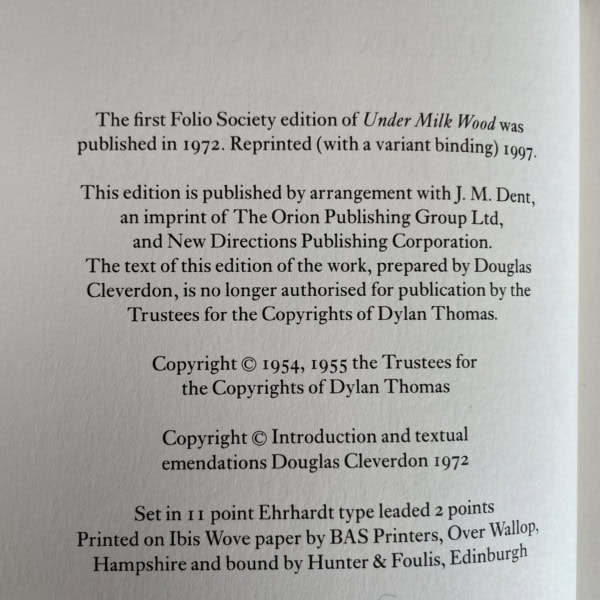 The first Folio Society edition of Under Milk Wood was
published in 1972. Reprinted (with a variant binding) 1997.
This edition is published by arrangement with J. M. Dent,
an imprint of The Orion Publishing Group Ltd,
and New Directions Publishing Corporation.
The text of this edition of the work, prepared by Douglas
Cleverdon, is no longer authorised for publication by the
Trustees for the Copyrights of Dylan Thomas.
Copyright © 1954, 1955 the Trustees for
the Copyrights of Dylan Thomas
Copyright © Introduction and textual
emendations Douglas Cleverdon 1972
Set in 11 point Ehrhardt type leaded 2 points
Printed on Ibis Wove paper by BAS Printers, Over Wallop,
Hampshire and bound by Hunter & Foulis, Edinburgh